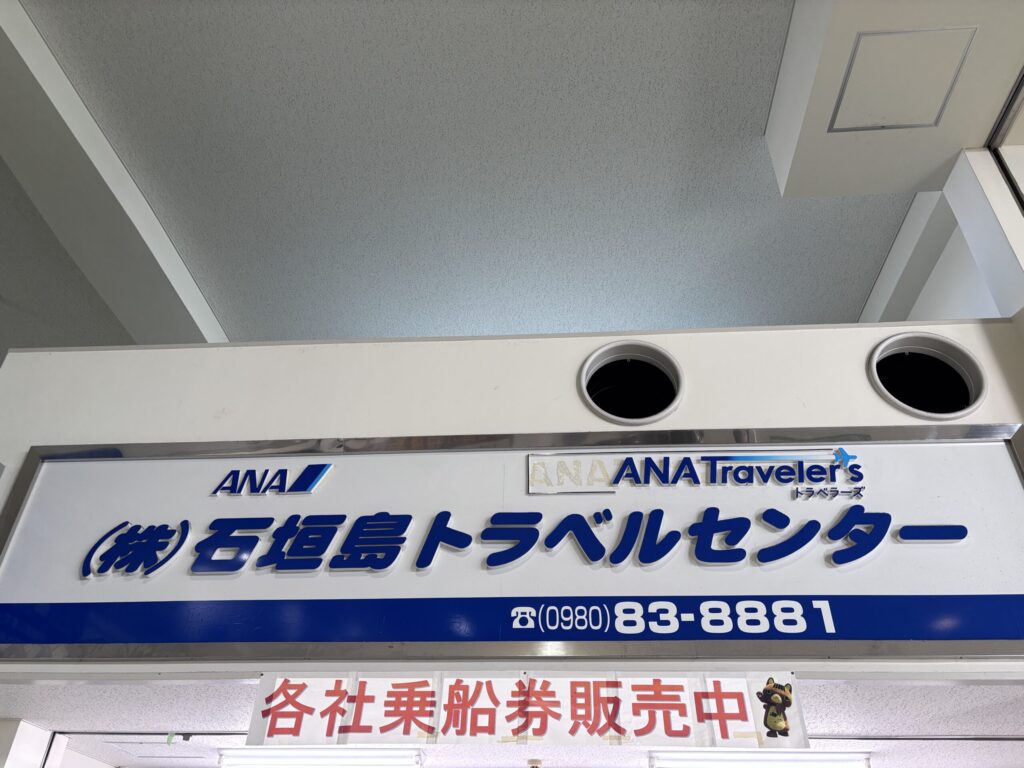 ANA
ANA Traveler's
トラベラーズ
(株)石垣島トラベルセンター
☎(0980)83-8881
各社乗船券販売中